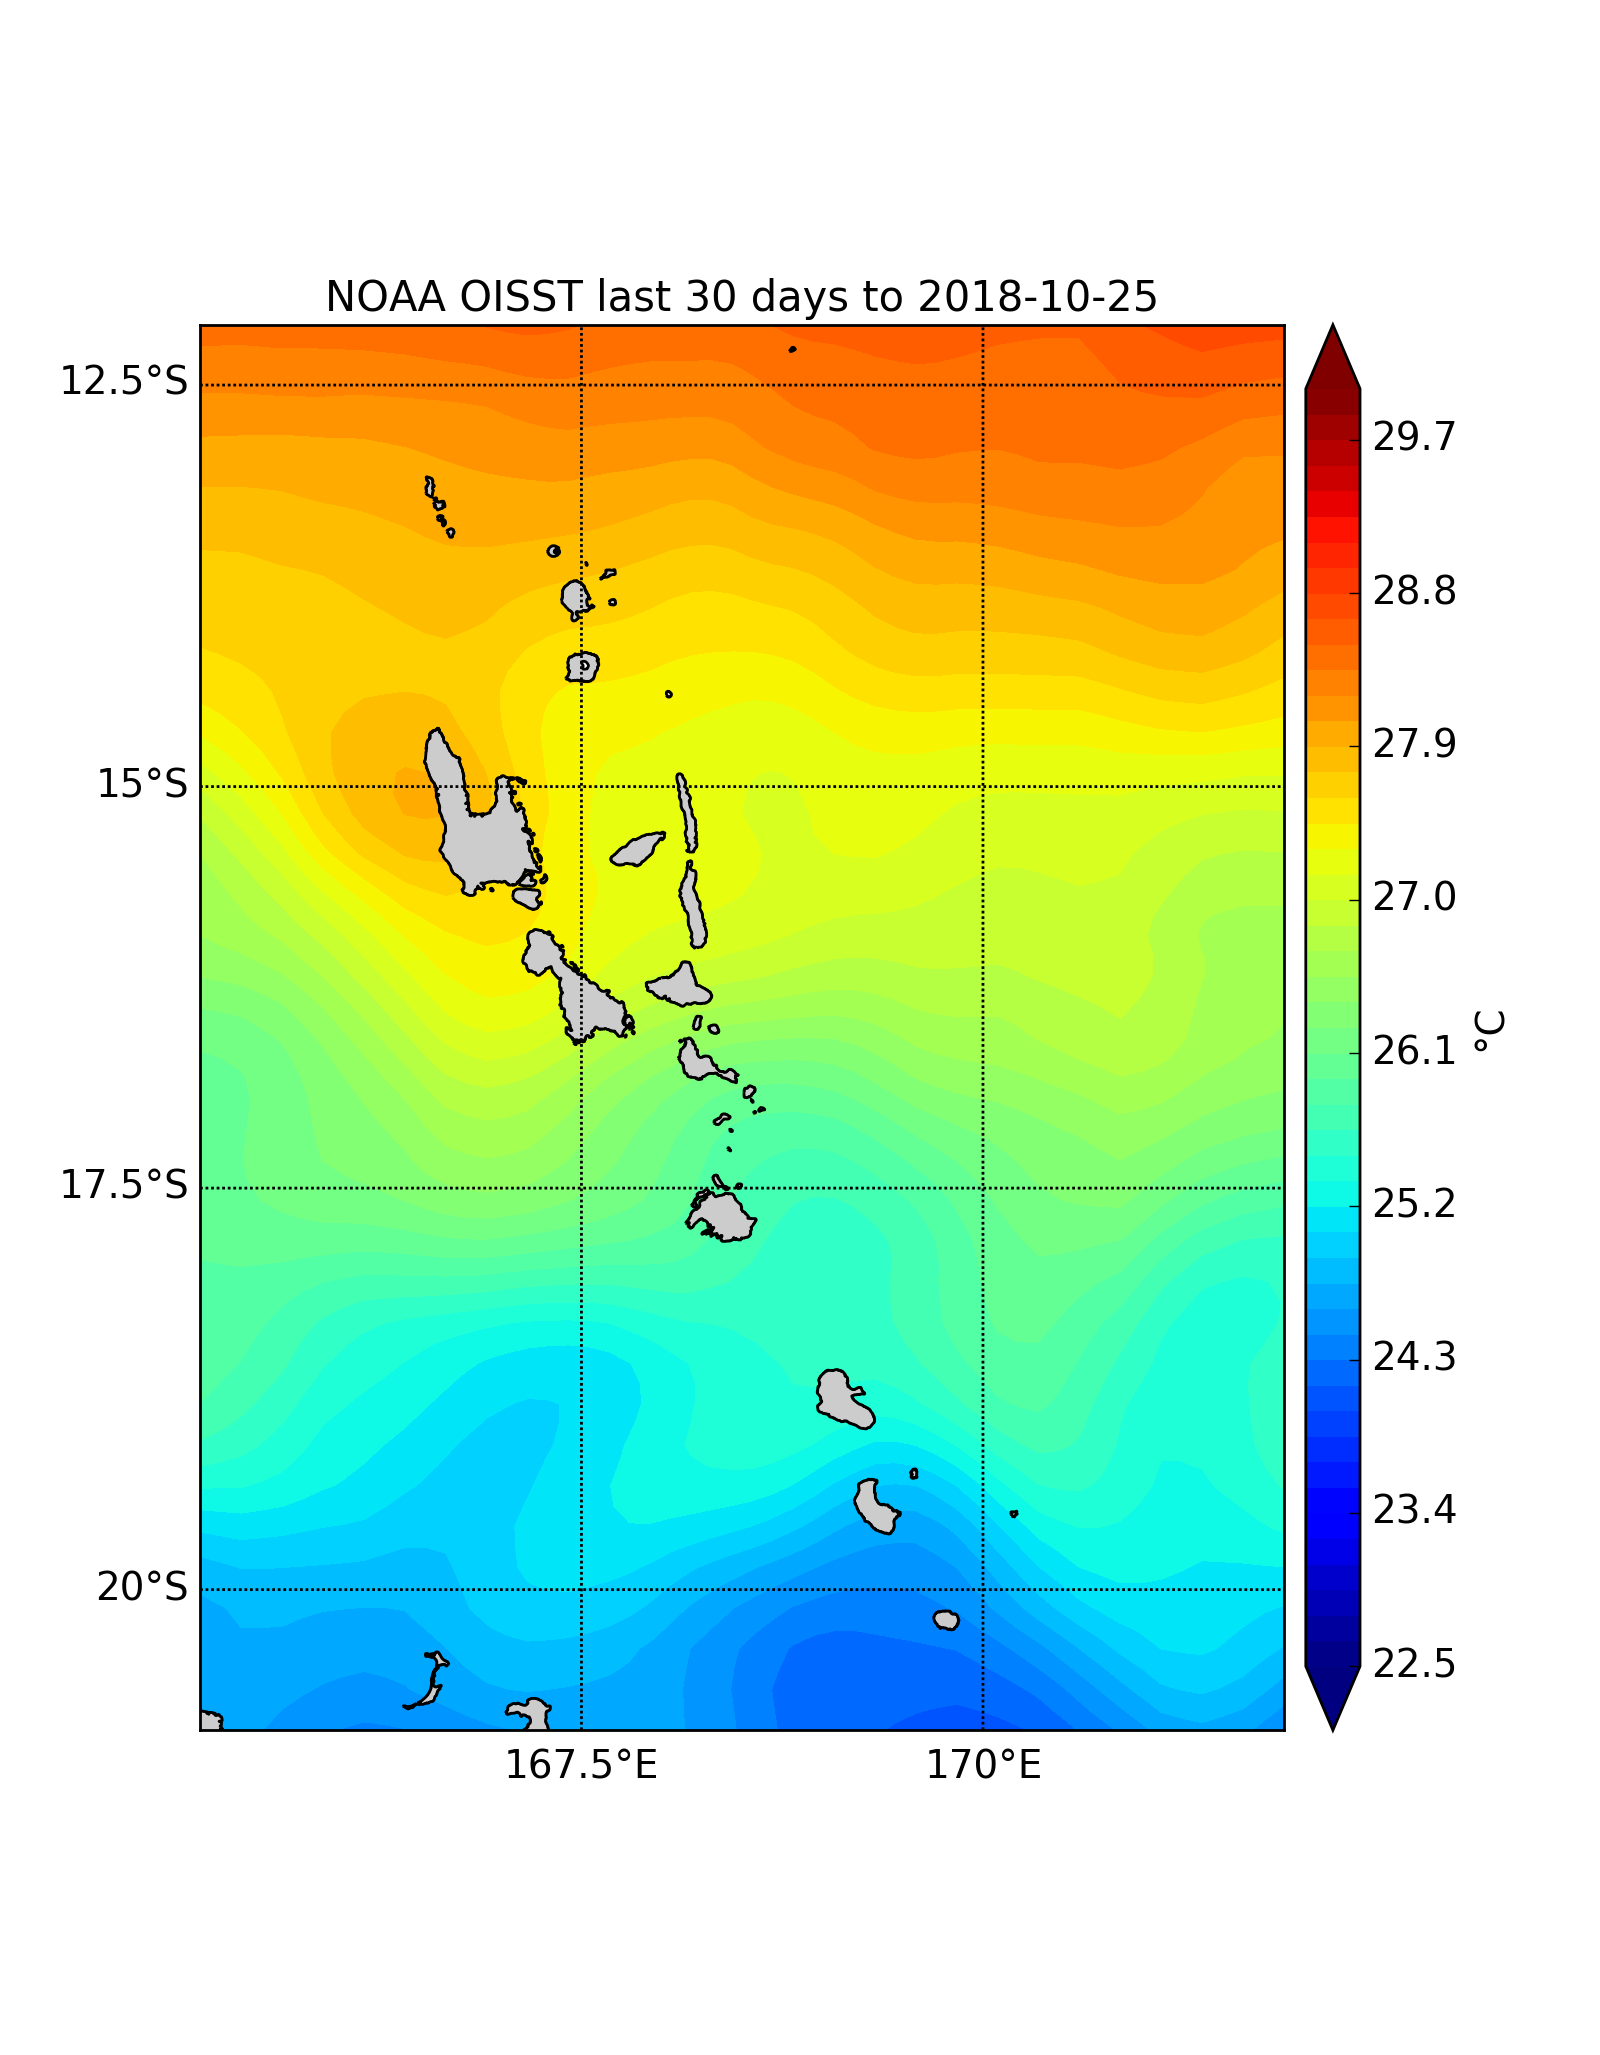 NOAA OISST last 30 days to 2018-10-25
12.5°S
15°S
17.5°S
20°S
167.5°E
170°E
29.7
28.8
27.9
27.0
26.1
25.2
24.3
23.4
22.5
°C